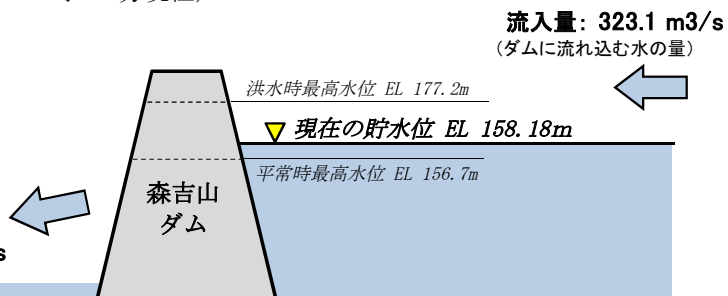 流入量: 323.1 m3/s
(ダムに流れ込む水の量)
洪水時最高水位 EL 177.2m
現在の貯水位 EL 158.18m
平常時最高水位 EL 156.7m
森吉山
ダム
s